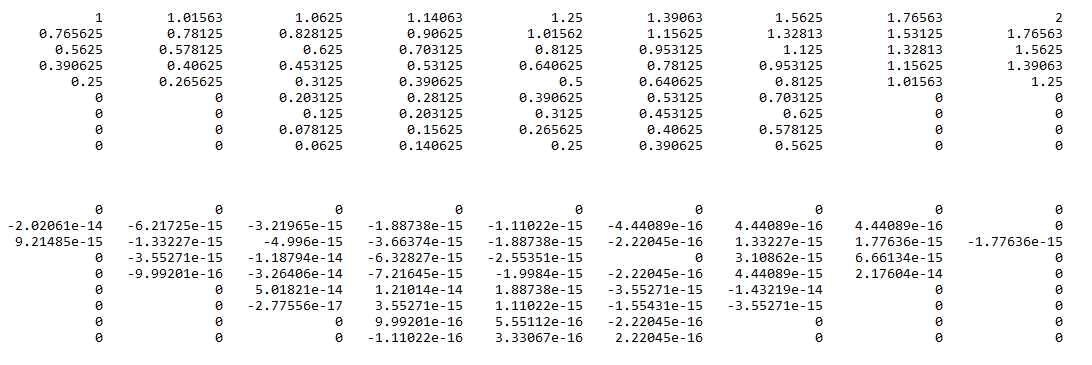 1 1.01563 1.0625 1.14063 1.25 1.39063 1.5625 1.76563 2
0.765625 0.78125 0.828125 0.90625 1.01562 1.15625 1.32813 1.53125 1.76563
0.5625 0.578125 0.625 0.703125 0.8125 0.953125 1.125 1.32813 1.5625
0.390625 0.40625 0.453125 0.53125 0.640625 0.78125 0.953125 1.15625 1.39063
0.25 0.265625 0.3125 0.390625 0.5 0.640625 0.8125 1.01563 1.25
0 0 0.203125 0.28125 0.390625 0.53125 0.703125 0 0
0 0 0.125 0.203125 0.3125 0.453125 0.625 0 0
0 0 0.078125 0.15625 0.265625 0.40625 0.578125 0 0
0 0 0.0625 0.140625 0.25 0.390625 0.5625 0 0
0 0 0 0 0 0 0 0 0
-2.02061e-14 -6.21725e-15 -3.21965e-15 -1.88738e-15 -1.11022e-15 -4.44089e-16 4.44089e-16 4.44089e-16 0
9.21485e-15 -1.33227e-15 -4.996e-15 -3.66374e-15 -1.88738e-15 -2.22045e-16 1.33227e-15 1.77636e-15 -1.77636e-15
0 -3.55271e-15 -1.18794e-14 -6.32827e-15 -2.55351e-15 0 3.10862e-15 6.66134e-15 0
0 -9.99201e-16 -3.26406e-14 -7.21645e-15 -1.9984e-15 -2.22045e-16 4.44089e-15 2.17604e-14 0
0 0 5.01821e-14 1.21014e-14 1.88738e-15 -3.55271e-15 -1.43219e-14 0 0
0 0 -2.77556e-17 3.55271e-15 1.11022e-15 -1.55431e-15 -3.55271e-15 0 0
0 0 0 9.99201e-16 5.55112e-16 -2.22045e-16 0 0 0
0 0 0 -1.11022e-16 3.33067e-16 2.22045e-16 0 0 0